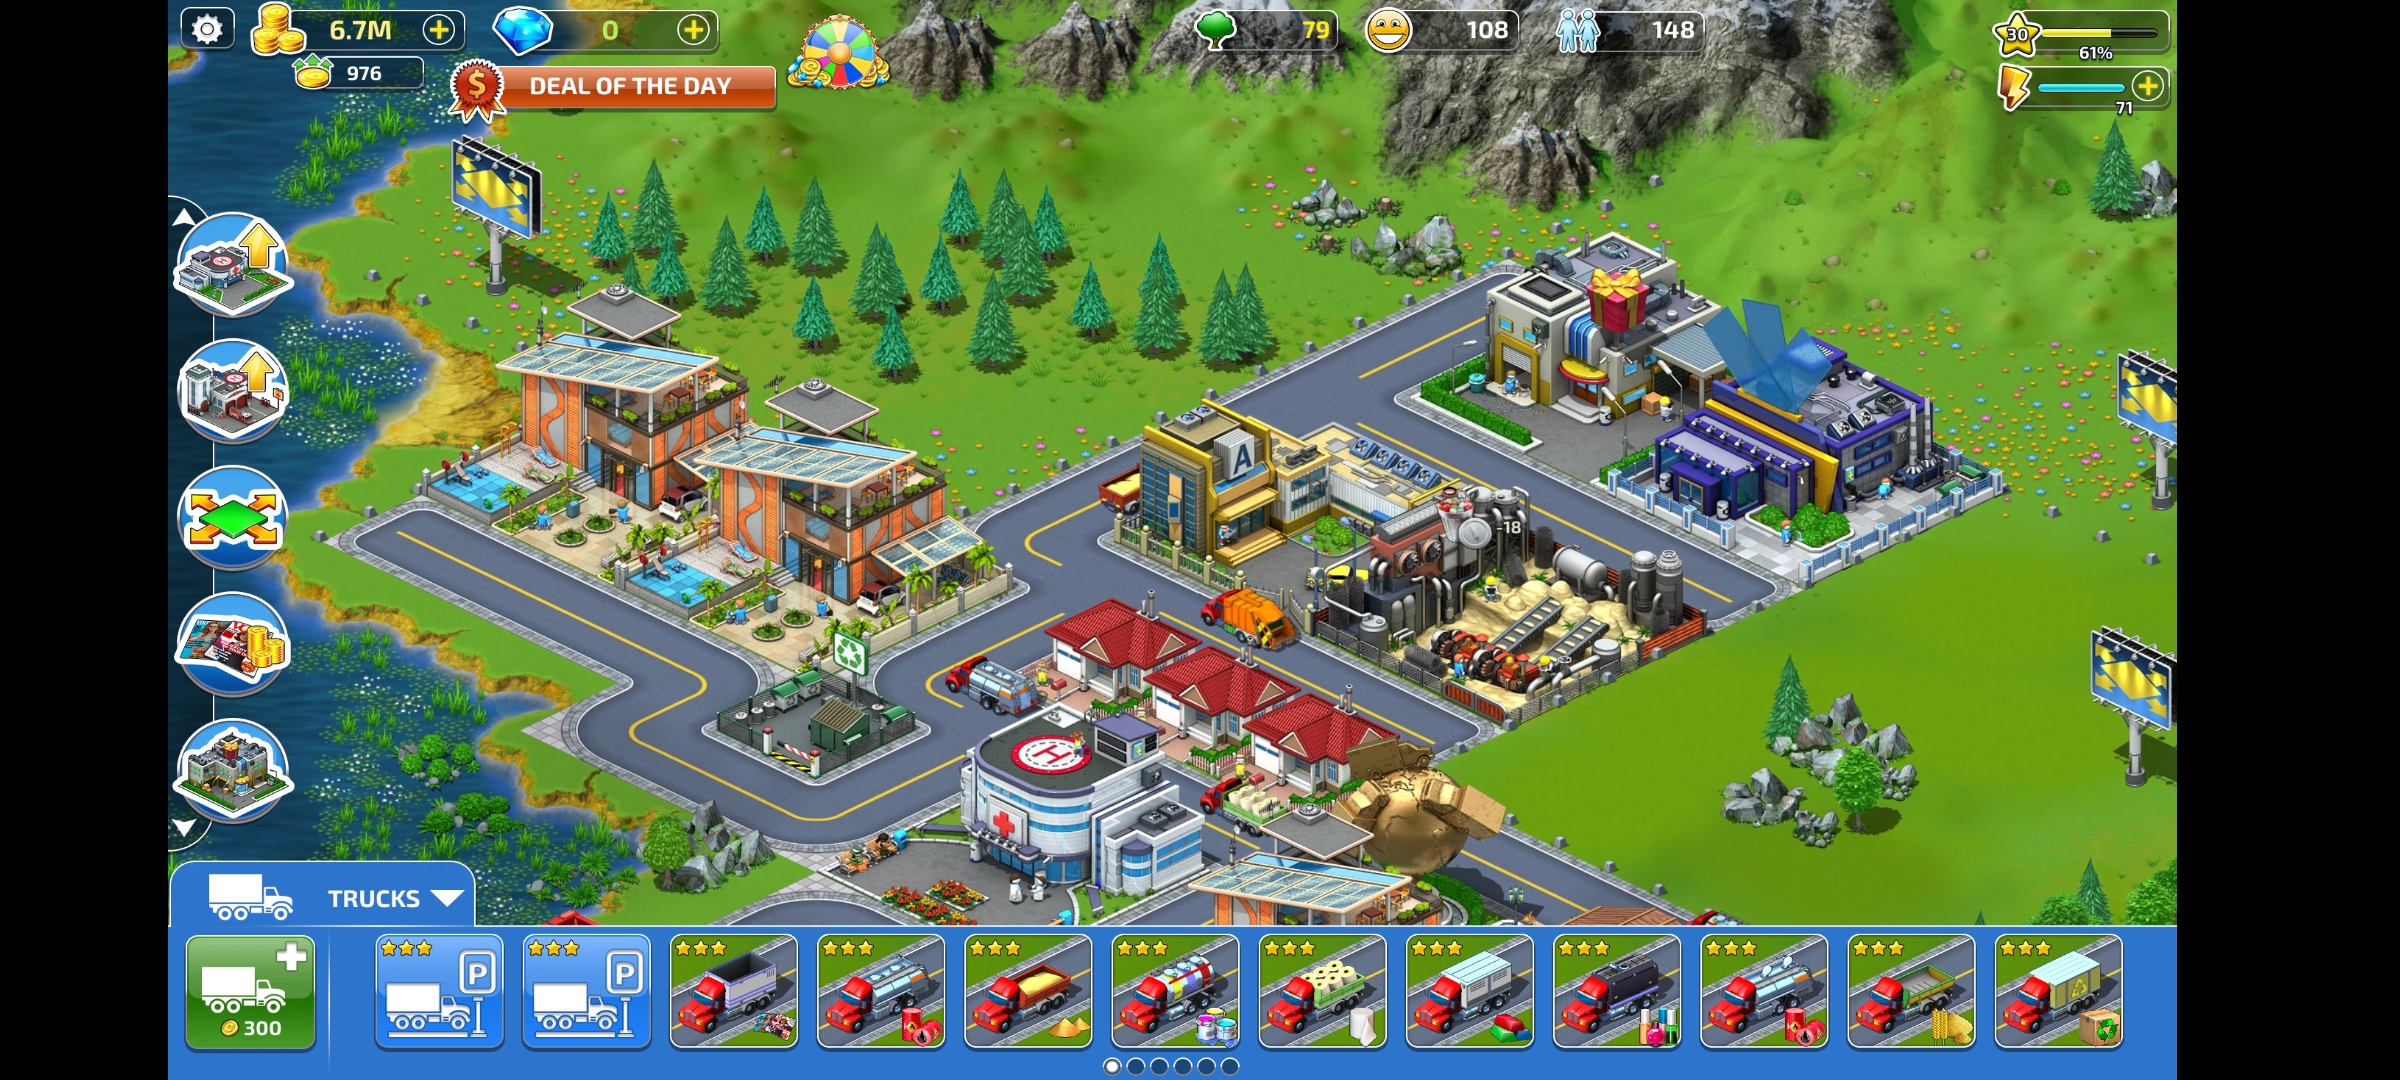 6.7M
0
79
108
148
30
61%
976
DEAL OF THE DAY
71
A
-18
H
TRUCKS
P
P
300